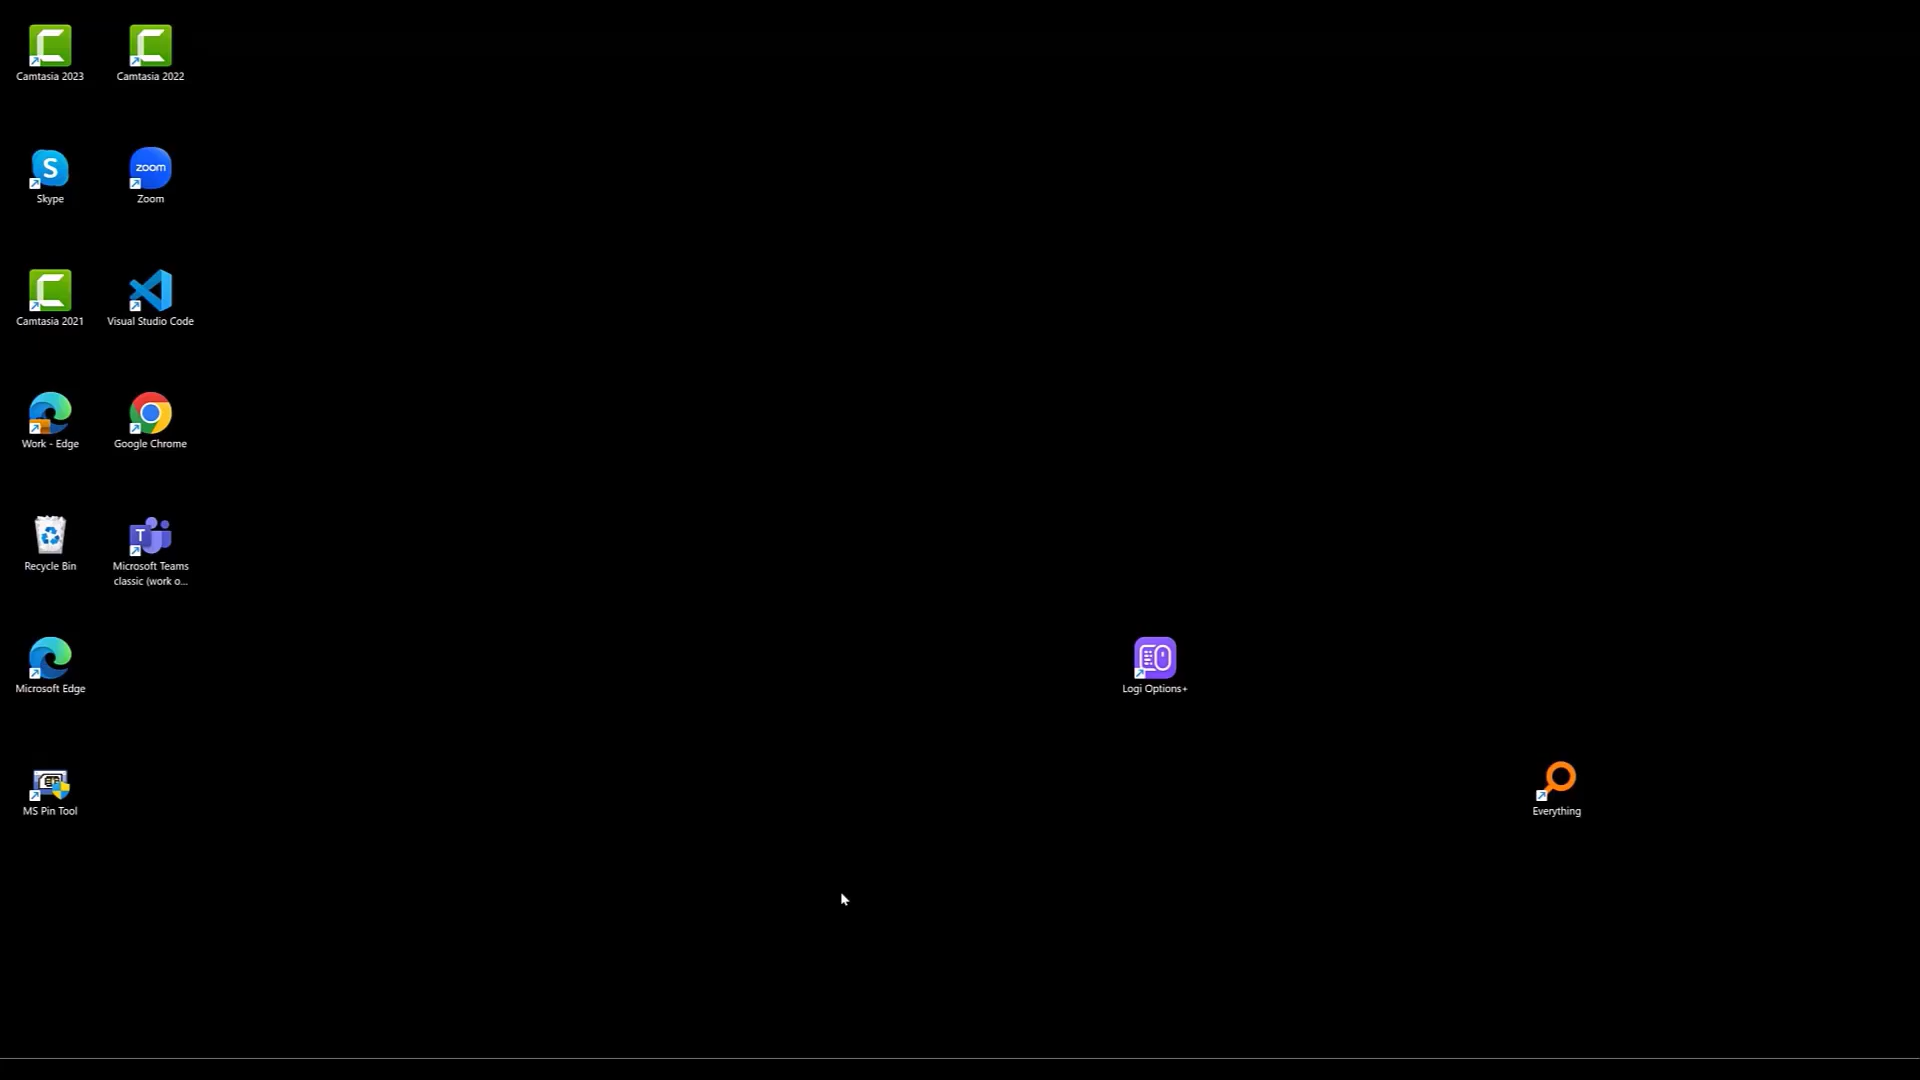 Camtasia 2023
Camtasia 2022
S
Skype
zoom
Zoom
Camtasia 2021
Visual Studio Code
Work - Edge
Google Chrome
Recycle Bin
T
Microsoft Teams
classic (work o...
Microsoft Edge
Logi Options+
MS Pin Tool
Everything